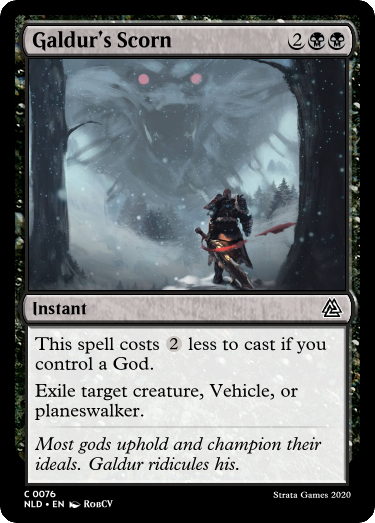 Galdur's Scorn 2
Instant
This spell costs 2 less to cast if you
control a God.
Exile target creature, Vehicle, or
planeswalker.
Most gods uphold and champion their
ideals. Galdur ridicules his.
C 0076
NLD • EN RobCV
Strata Games 2020